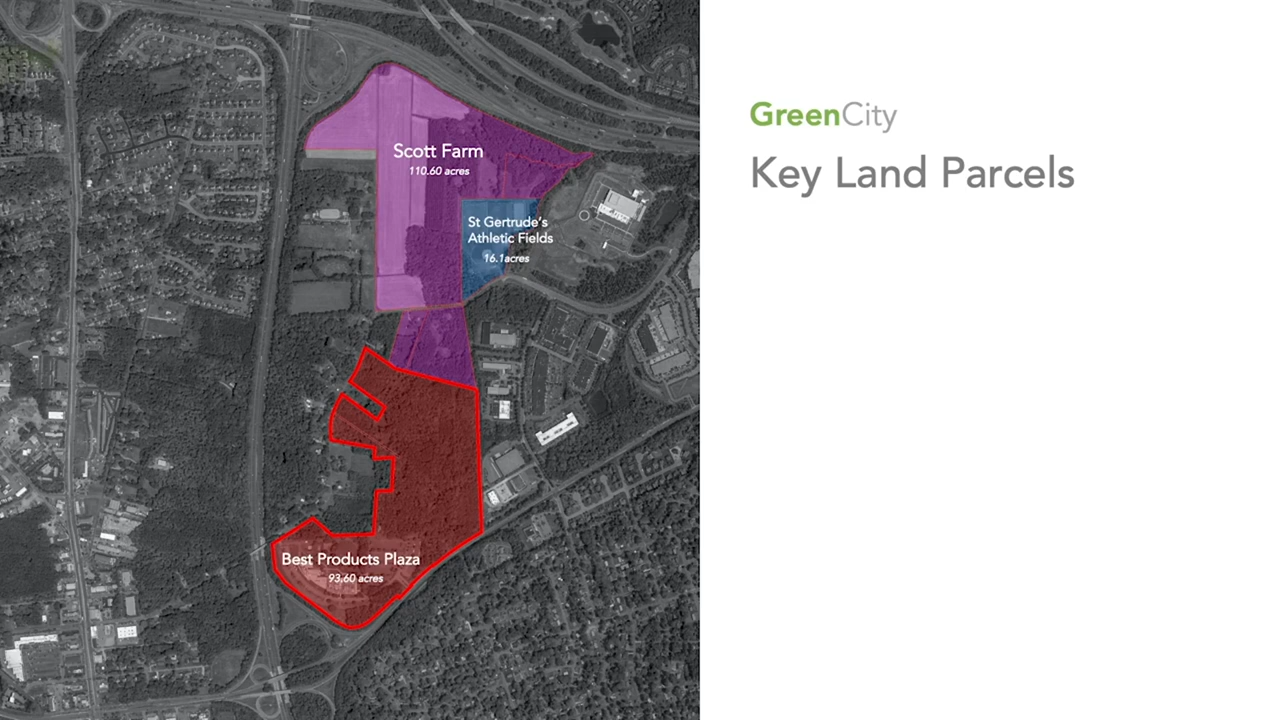 Scott Farm
110.60 acres
St Gertrude's
Athletic Fields
16.1acres
Best Products Plaza
93.60 acres
GreenCity
Key Land Parcels